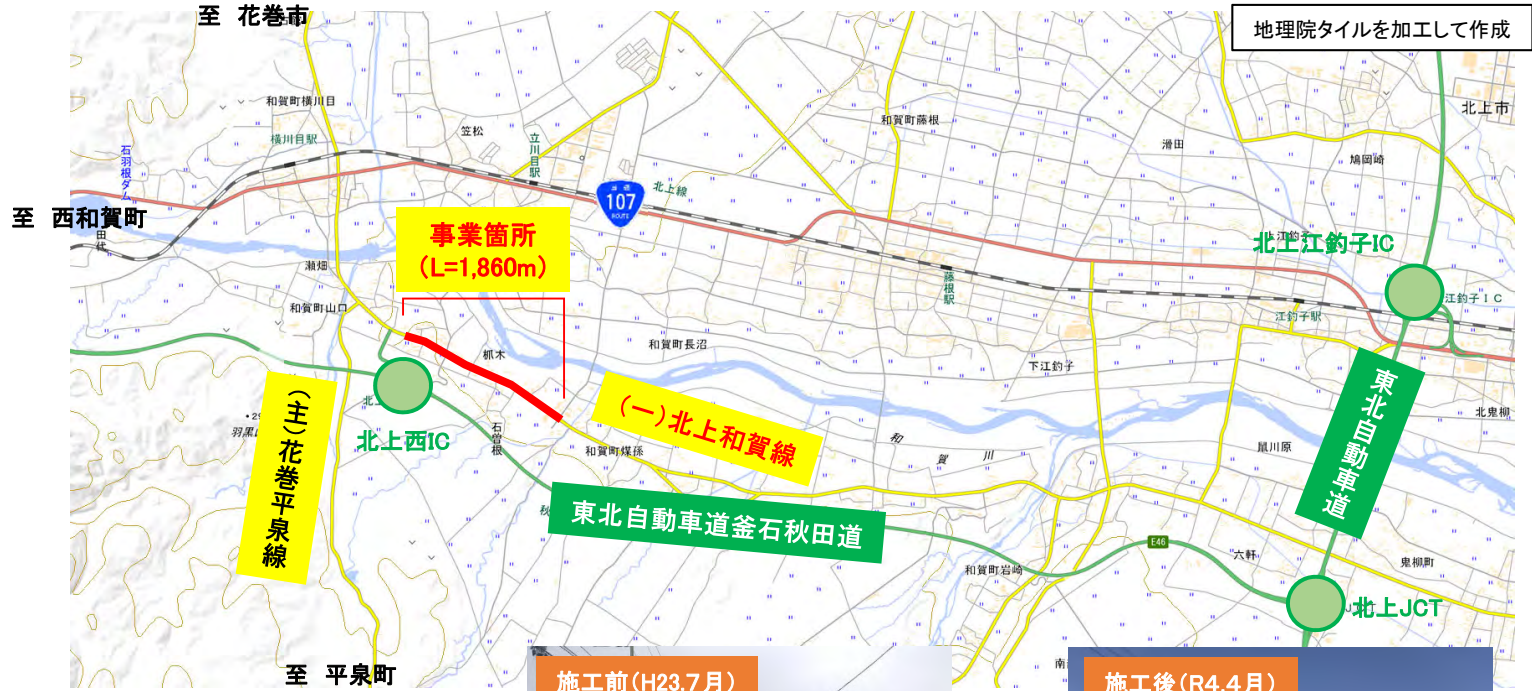 至 花巻市
地理院タイルを加工して作成
北上市
和賀町横川目
横川目駅
笠松
立川目駅
和賀町藤根
滑田
鳩岡崎
石羽根ダム
至 西和賀町
田代
107
ROUTE
北上線
事業箇所
(L=1,860m)
上江釣子
北上江釣子IC
瀬畑
藤根駅
江釣子IC
和賀町山口
江釣子駅
和賀町長沼
下江釣子
東北自動車道
北鬼柳
(主)花巻平泉線
北上西IC
石曽根
(一)北上和賀線
和賀町煤孫
和賀川
鼠川原
東北自動車道釜石秋田道
E46
六軒
鬼柳町
和賀町岩崎
北上JCT
至 平泉町
施工前(H23.7月)
施工後(R4.4月)